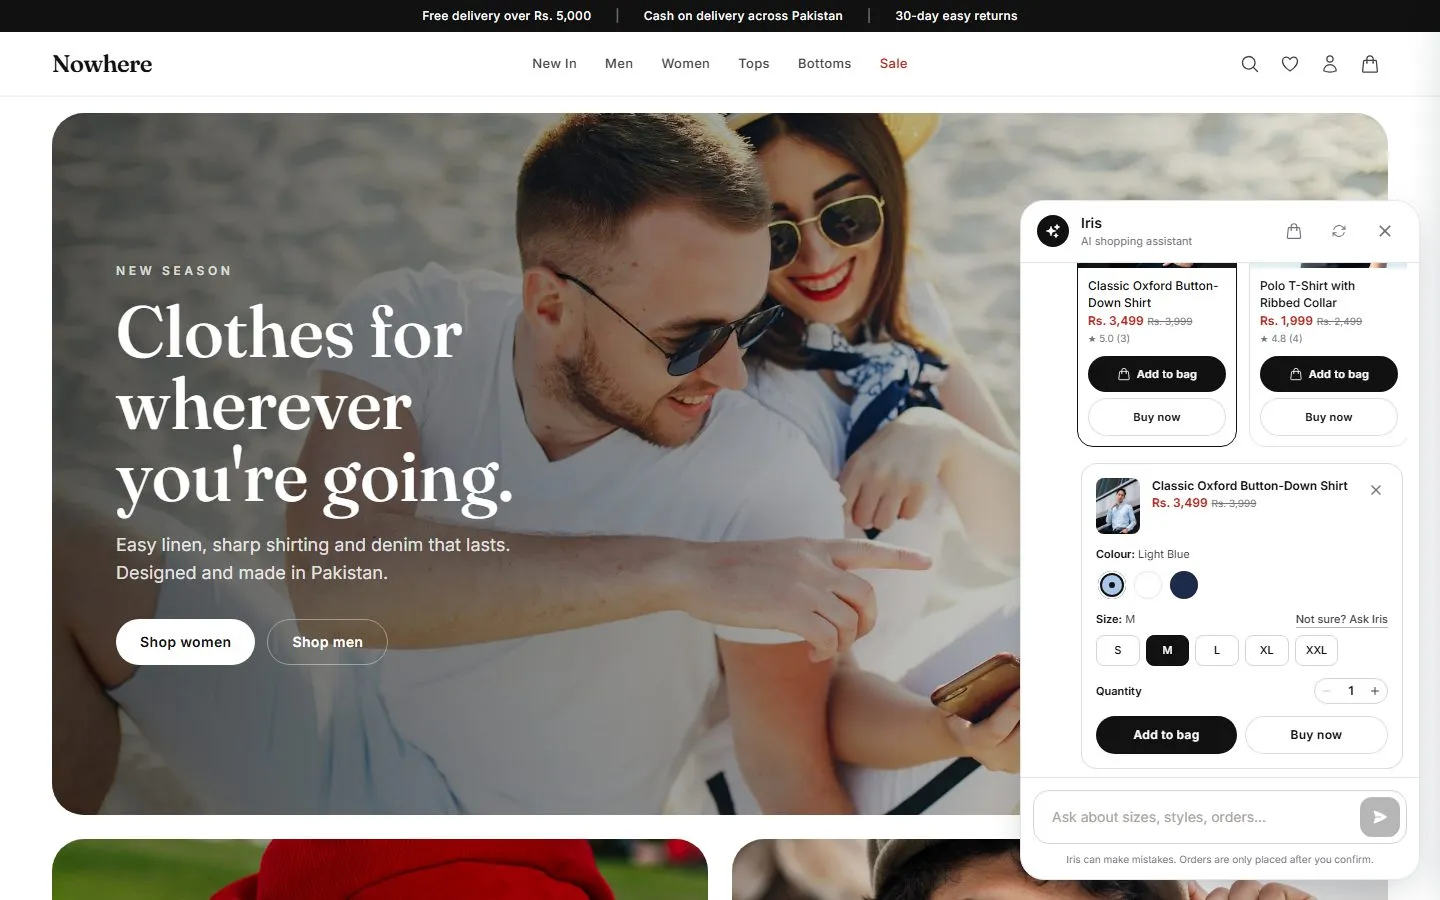 Free delivery over Rs. 5,000 | Cash on delivery across Pakistan | 30-day easy returns
Nowhere
New In Men Women Tops Bottoms Sale
NEW SEASON
Clothes for
wherever
you're going.
Easy linen, sharp shirting and denim that lasts.
Designed and made in Pakistan.
Shop women Shop men
Iris
AI shopping assistant
Classic Oxford Button-
Down Shirt
Rs. 3,499 Rs. 3,999
★ 5.0 (3)
Add to bag
Buy now
Polo T-Shirt with
Ribbed Collar
Rs. 1,999 Rs. 2,499
★ 4.8 (4)
Add to bag
Buy now
Classic Oxford Button-Down Shirt
Rs. 3,499 Rs. 3,999
Colour: Light Blue
Size: M Not sure? Ask Iris
S M L XL XXL
Quantity − 1 +
Add to bag Buy now
Ask about sizes, styles, orders...
Iris can make mistakes. Orders are only placed after you confirm.